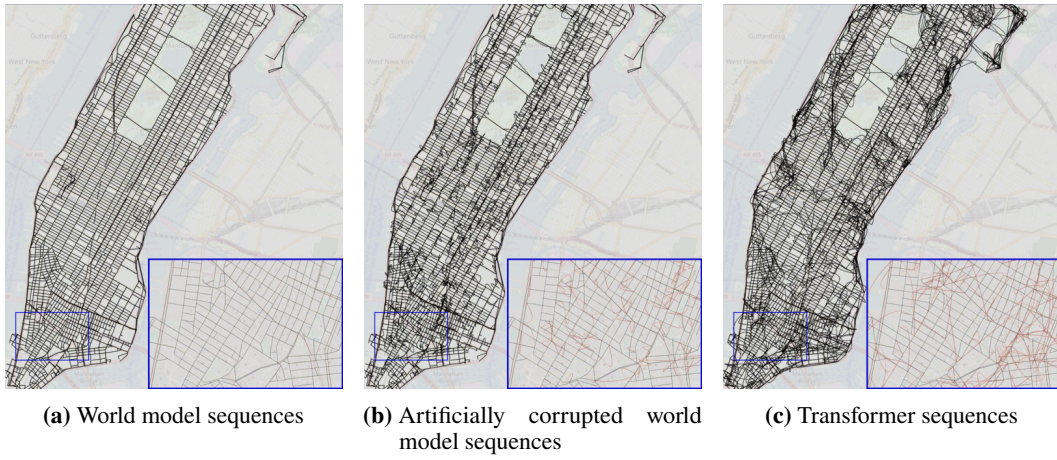 Guttenberg
West New York
Guttenberg
West New York
Guttenberg
West New York
(a) World model sequences
(b) Artificially corrupted world
model sequences
(c) Transformer sequences